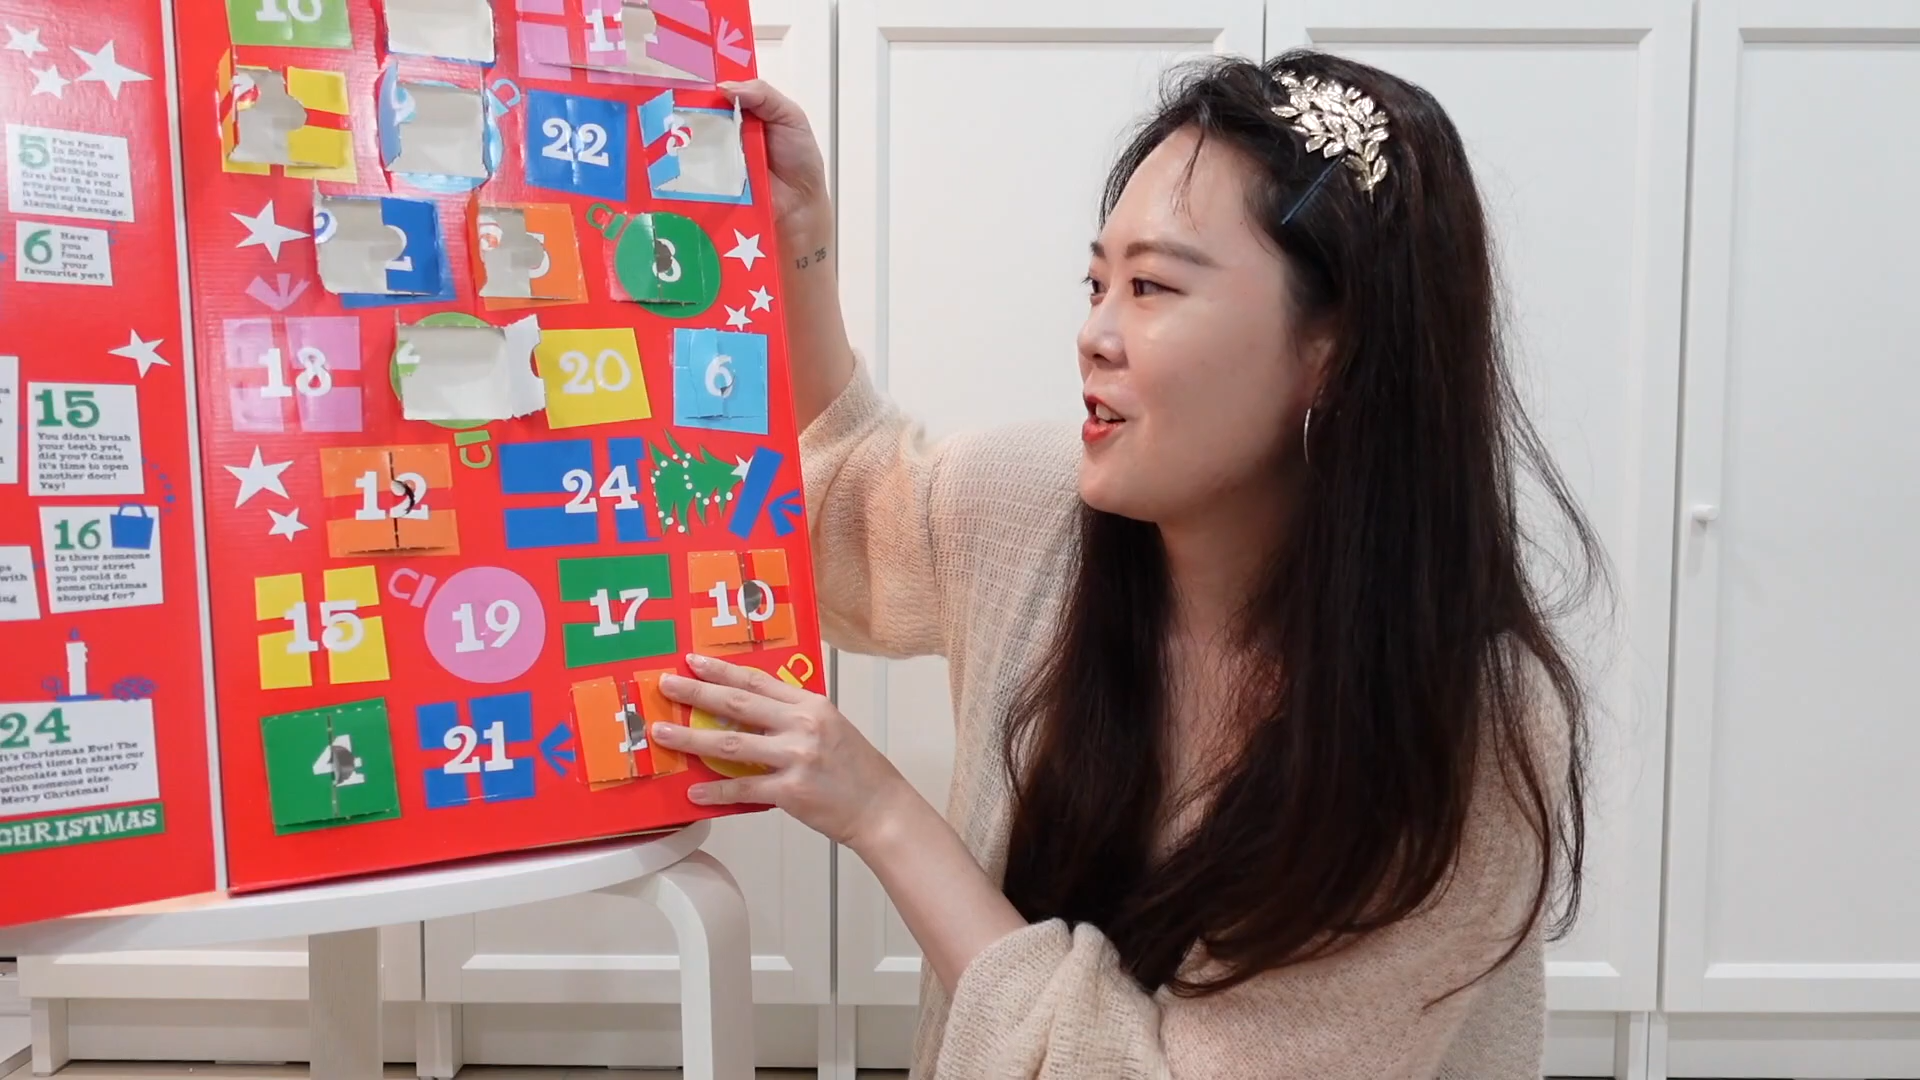 5
Fun Fact:
In 2005 we
chose to
package our
first bar in a red
wrapper. We think
it best suits our
alarming message.
6
Have
you
found
your
favourite yet?
15
You didn't brush
your teeth yet,
did you? Cause
it's time to open
another door!
Yay!
16
Is there someone
on your street
you could do
some Christmas
shopping for?
with
24
It's Christmas Eve! The
perfect time to share our
chocolate and our story
with someone else.
Merry Christmas!
CHRISTMAS
11
22
8
18
20
6
12
24
15
19
17
10
4
21
1
13 25